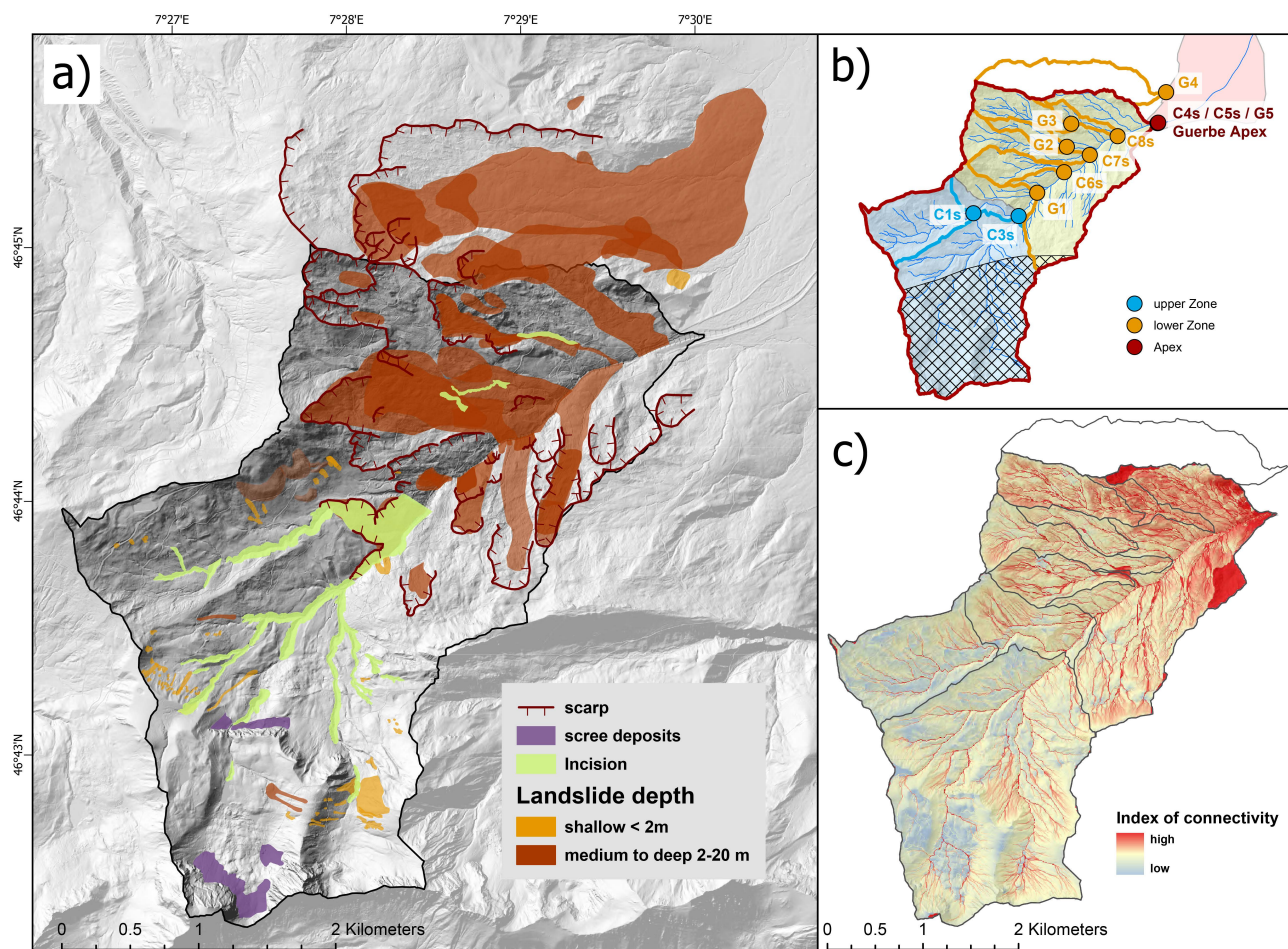 7°27'E
7°28'E
7°29'E
7°30'E
a)
46°45'N
46°44'N
46°43'N
scarp
scree deposits
Incision
Landslide depth
shallow < 2m
medium to deep 2-20 m
0 0.5 1 2 Kilometers
b)
G4
C4s / C5s / G5
Guerbe Apex
G3
C8s
G2
C7s
C6s
G1
C1s
C3s
upper Zone
lower Zone
Apex
c)
Index of connectivity
high
low
0 0.5 1 2 Kilometers